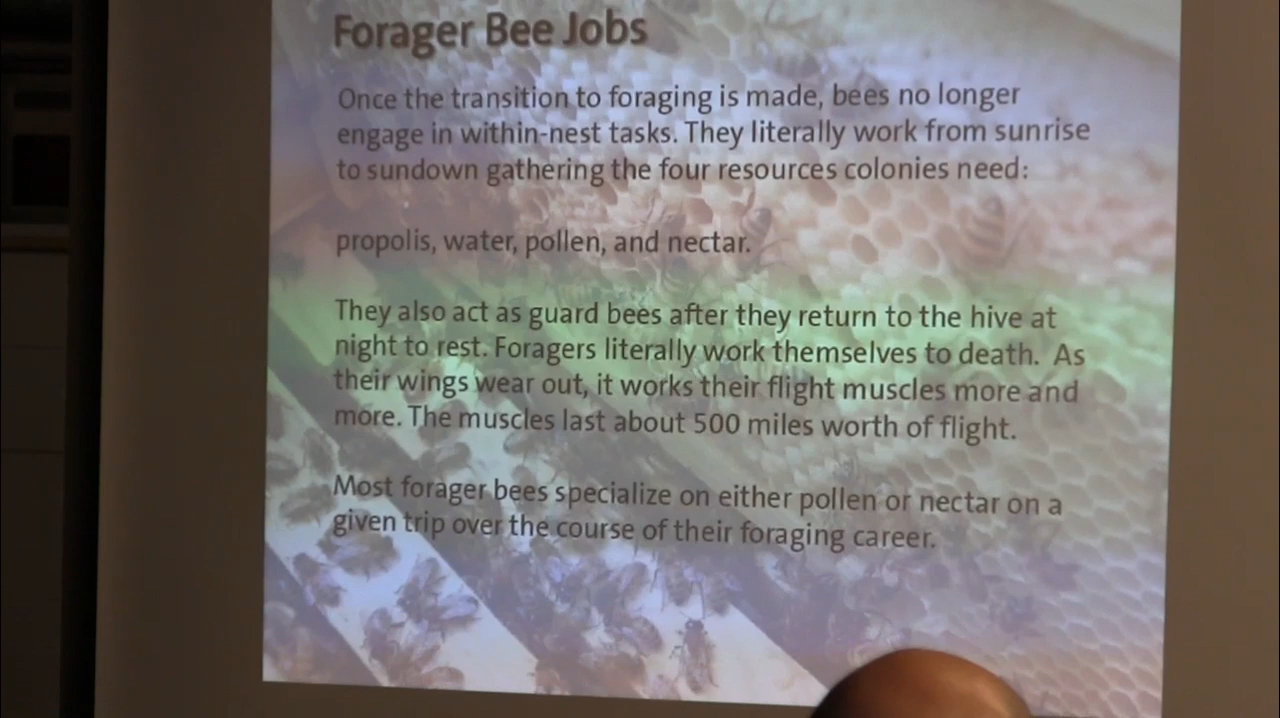 Forager Bee Jobs
Once the transition to foraging is made, bees no longer
engage in within-nest tasks. They literally work from sunrise
to sundown gathering the four resources colonies need:
propolis, water, pollen, and nectar.
They also act as guard bees after they return to the hive at
night to rest. Foragers literally work themselves to death. As
their wings wear out, it works their flight muscles more and
more. The muscles last about 500 miles worth of flight.
Most forager bees specialize on either pollen or nectar on a
given trip over the course of their foraging career.